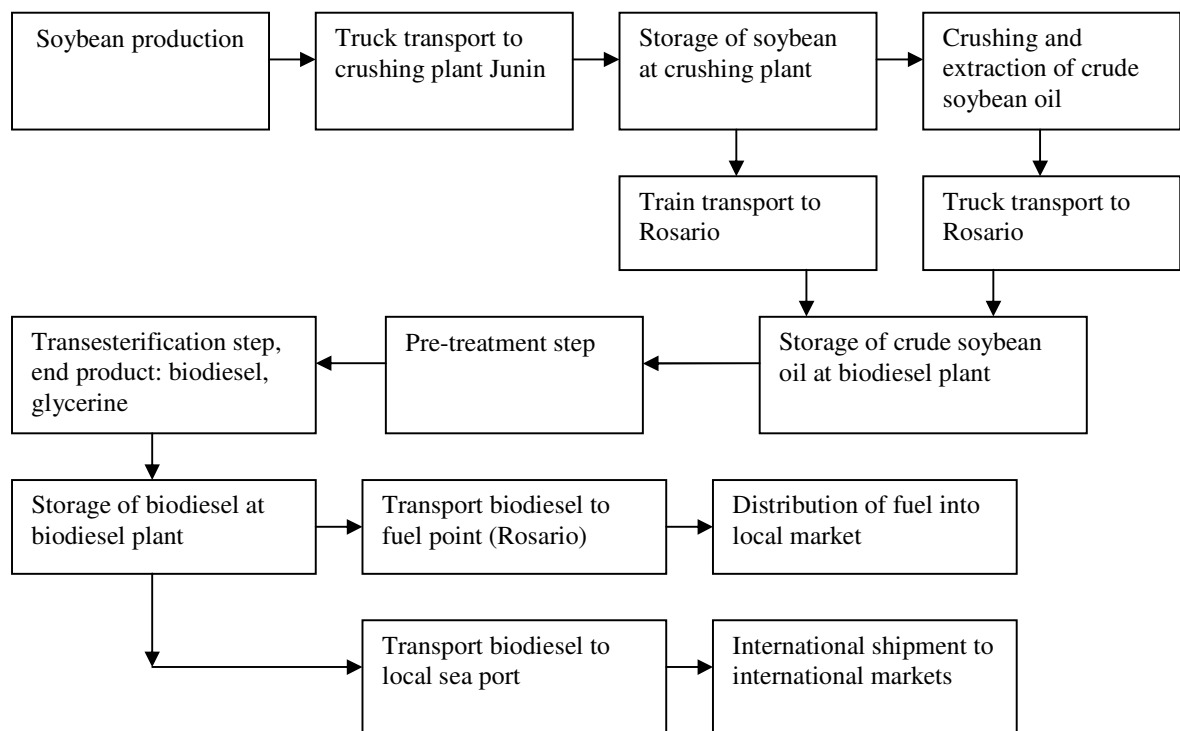 Soybean production
Truck transport to
crushing plant Junin
Storage of soybean
at crushing plant
Crushing and
extraction of crude
soybean oil
Train transport to
Rosario
Truck transport to
Rosario
Transesterification step,
end product: biodiesel,
glycerine
Pre-treatment step
Storage of crude soybean
oil at biodiesel plant
Storage of biodiesel at
biodiesel plant
Transport biodiesel to
fuel point (Rosario)
Distribution of fuel into
local market
Transport biodiesel to
local sea port
International shipment to
international markets